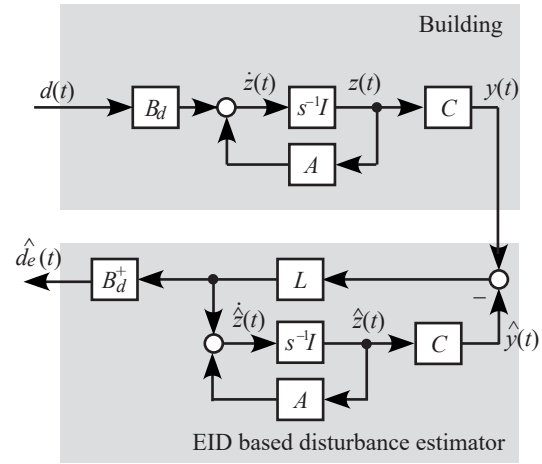 Building
d(t)
B_d
ż(t)
s⁻¹I
z(t)
C
y(t)
A
d̂_e(t)
B_d⁺
L
−
ẑ̇(t)
s⁻¹I
ẑ(t)
C
ŷ(t)
A
EID based disturbance estimator